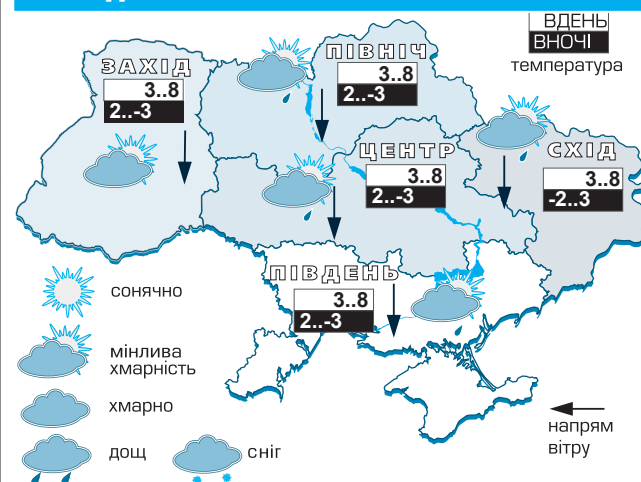 ВДЕНЬ
ВНОЧІ
температура
ПІВНІЧ
3..8
2..-3
ЗАХІД
3..8
2..-3
ЦЕНТР
3..8
2..-3
СХІД
3..8
-2..3
ПІВДЕНЬ
3..8
2..-3
сонячно
мінлива
хмарність
хмарно
дощ
сніг
напрям
вітру